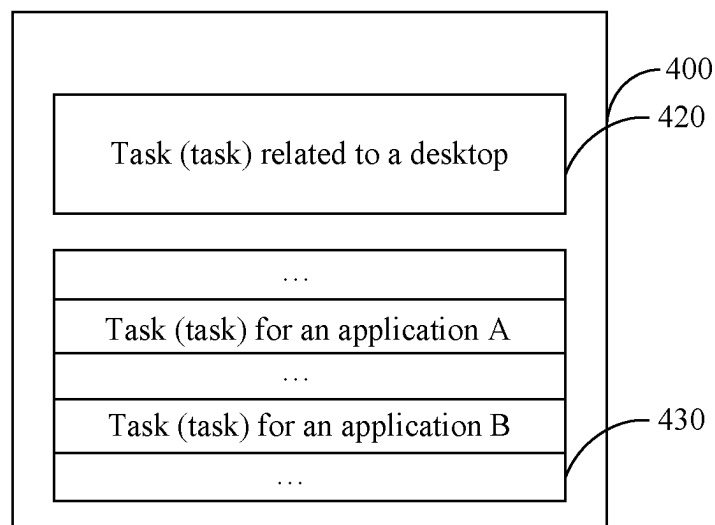 400
420
Task (task) related to a desktop
...
Task (task) for an application A
...
Task (task) for an application B
430
...